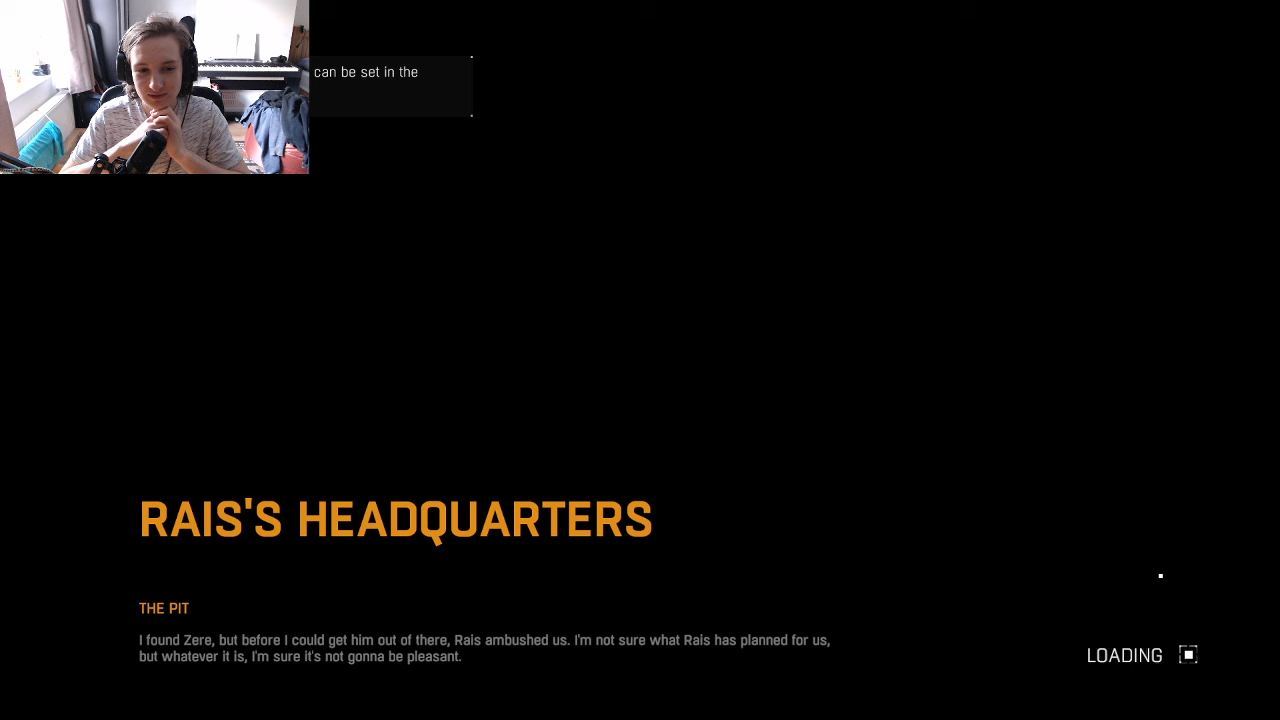 can be set in the
RAIS'S HEADQUARTERS
THE PIT
I found Zere, but before I could get him out of there, Rais ambushed us. I'm not sure what Rais has planned for us,
but whatever it is, I'm sure it's not gonna be pleasant.
LOADING